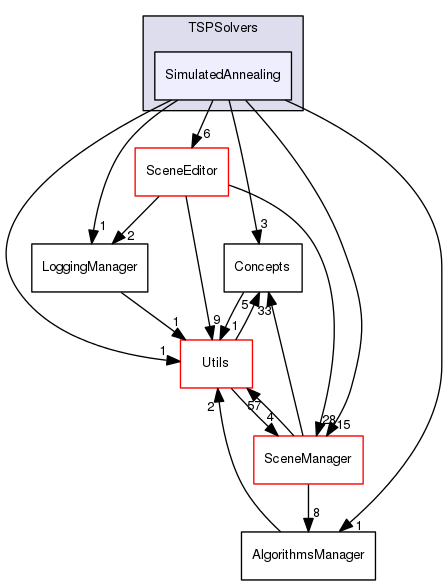 TSPSolvers
SimulatedAnnealing
6
SceneEditor
1
2
3
LoggingManager
Concepts
1
9
5
1
33
1
Utils
2
57
4
28
15
SceneManager
8
1
AlgorithmsManager